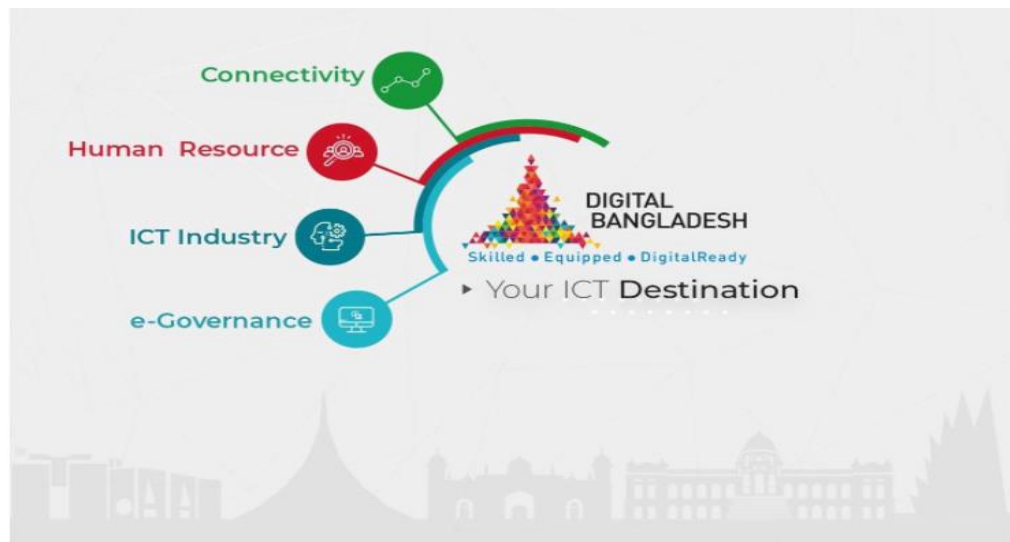 Connectivity
Human Resource
ICT Industry
e-Governance
DIGITAL
BANGLADESH
Skilled ● Equipped ● DigitalReady
Your ICT Destination